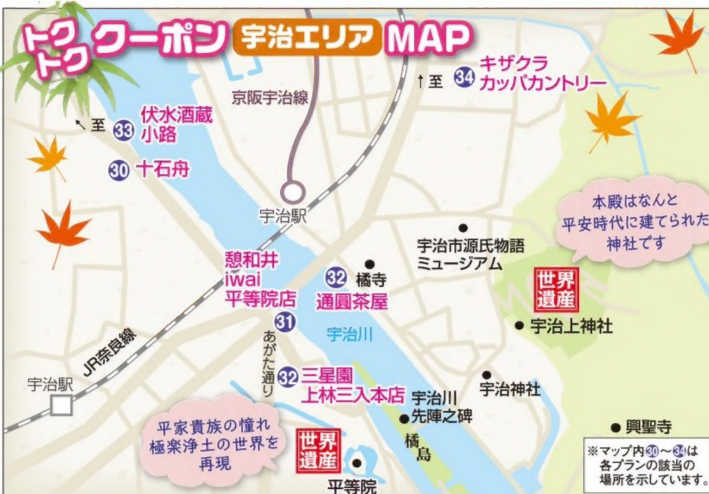 トクトク クーポン 宇治エリア MAP
京阪宇治線
↑至 ㉞ キザクラ
カッパカントリー
↖至 ㉝ 伏水酒蔵
小路
㉚ 十石舟
宇治駅
本殿はなんと
平安時代に建てられた
神社です
宇治市源氏物語
ミュージアム
憩和井
iwai
平等院店
㉛
㉜
橘寺
通圓茶屋
世界
遺産
宇治上神社
宇治川
JR奈良線
あがた通り
宇治駅
㉜ 三星園
上林三入本店
宇治神社
宇治川
先陣之碑
橘島
平家貴族の憧れ
極楽浄土の世界を
再現
世界
遺産
平等院
興聖寺
※マップ内㉚～㉞は
各プランの該当の
場所を示しています。